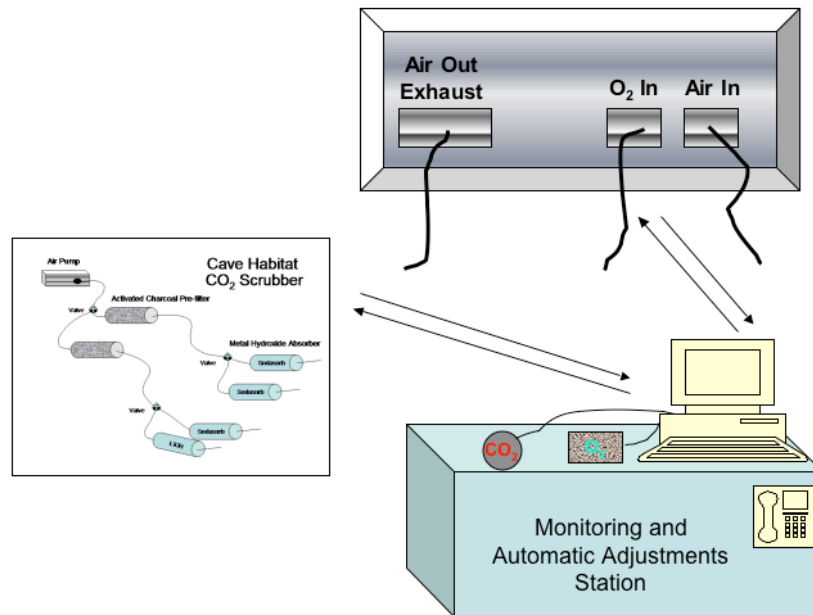 Air Out
Exhaust
O₂ In
Air In
Cave Habitat
CO₂ Scrubber
Air Pump
Activated Charcoal Pre-filter
Valve
Metal Hydroxide Absorber
Valve
Sodasorb
Sodasorb
Valve
Sodasorb
LiOH
CO₂
O₂
Monitoring and
Automatic Adjustments
Station